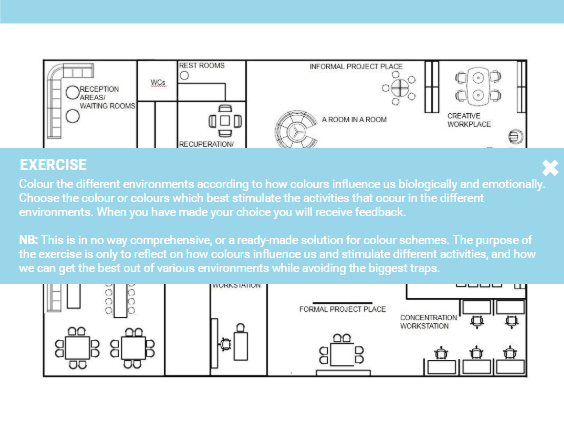 REST ROOMS
INFORMAL PROJECT PLACE
WCs
RECEPTION
AREAS/
WAITING ROOMS
A ROOM IN A ROOM
CREATIVE
WORKPLACE
RECUPERATION/
EXERCISE
Colour the different environments according to how colours influence us biologically and emotionally.
Choose the colour or colours which best stimulate the activities that occur in the different
environments. When you have made your choice you will receive feedback.
NB: This is in no way comprehensive, or a ready-made solution for colour schemes. The purpose of
the exercise is only to reflect on how colours influence us and stimulate different activities, and how
we can get the best out of various environments while avoiding the biggest traps.
WORKSTATION
FORMAL PROJECT PLACE
CONCENTRATION
WORKSTATION